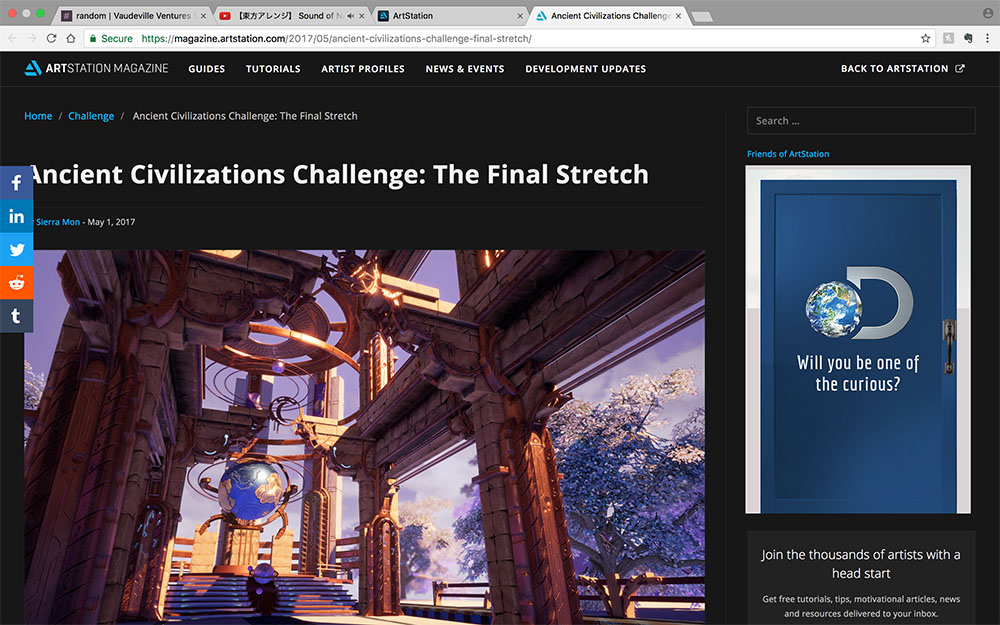 random | Vaudeville Ventures
【東方アレンジ】 Sound of
ArtStation
Ancient Civilizations Challenge
Secure
https://magazine.artstation.com/2017/05/ancient-civilizations-challenge-final-stretch/
ARTSTATION MAGAZINE
GUIDES
TUTORIALS
ARTIST PROFILES
NEWS & EVENTS
DEVELOPMENT UPDATES
BACK TO ARTSTATION
Home / Challenge / Ancient Civilizations Challenge: The Final Stretch
Search ...
Friends of ArtStation
Ancient Civilizations Challenge: The Final Stretch
Sierra Mon - May 1, 2017
Will you be one of
the curious?
Join the thousands of artists with a
head start
Get free tutorials, tips, motivational articles, news
and resources delivered to your inbox.